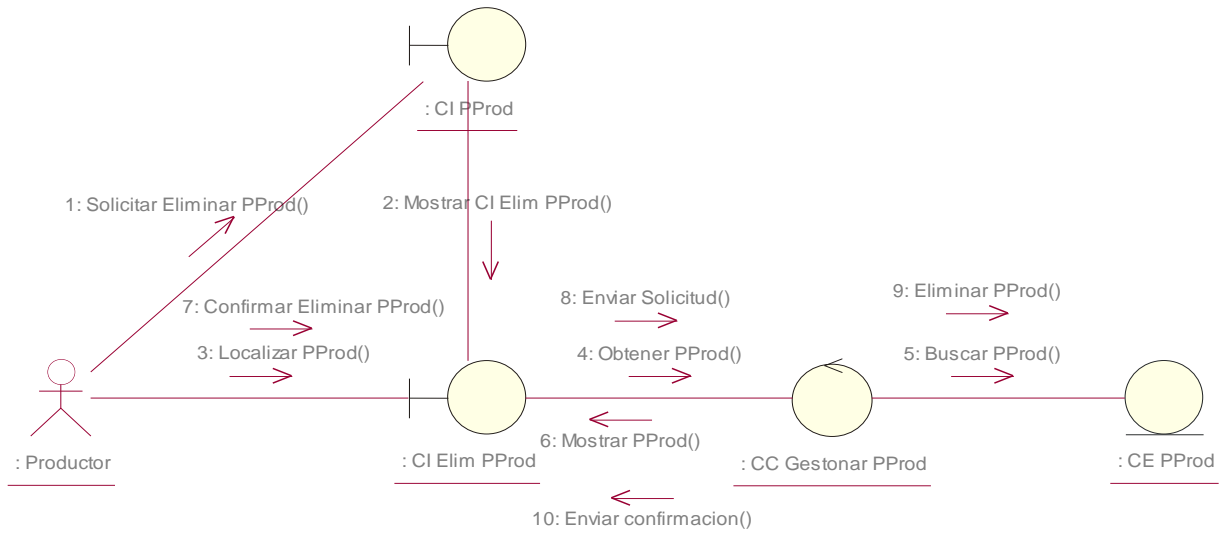 : CI PProd
1: Solicitar Eliminar PProd()
2: Mostrar CI Elim PProd()
7: Confirmar Eliminar PProd()
8: Enviar Solicitud()
9: Eliminar PProd()
3: Localizar PProd()
4: Obtener PProd()
5: Buscar PProd()
6: Mostrar PProd()
: Productor
: CI Elim PProd
: CC Gestonar PProd
: CE PProd
10: Enviar confirmacion()